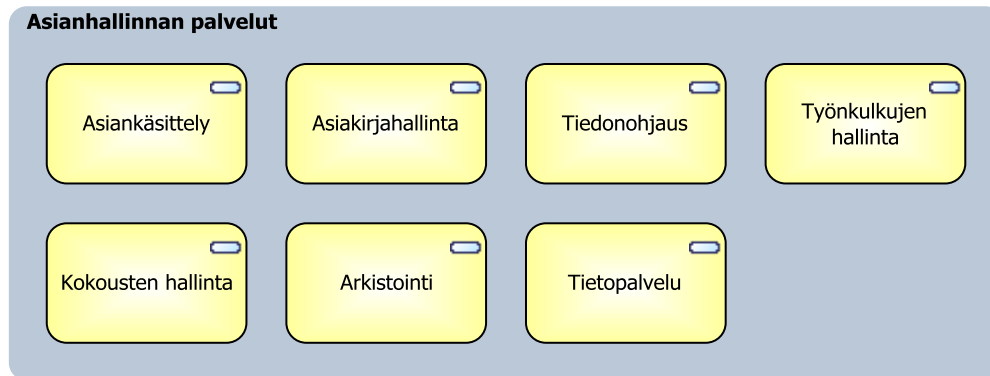 Asianhallinnan palvelut
Asiankäsittely
Asiakirjahallinta
Tiedonohjaus
Työnkulkujen
hallinta
Kokousten hallinta
Arkistointi
Tietopalvelu